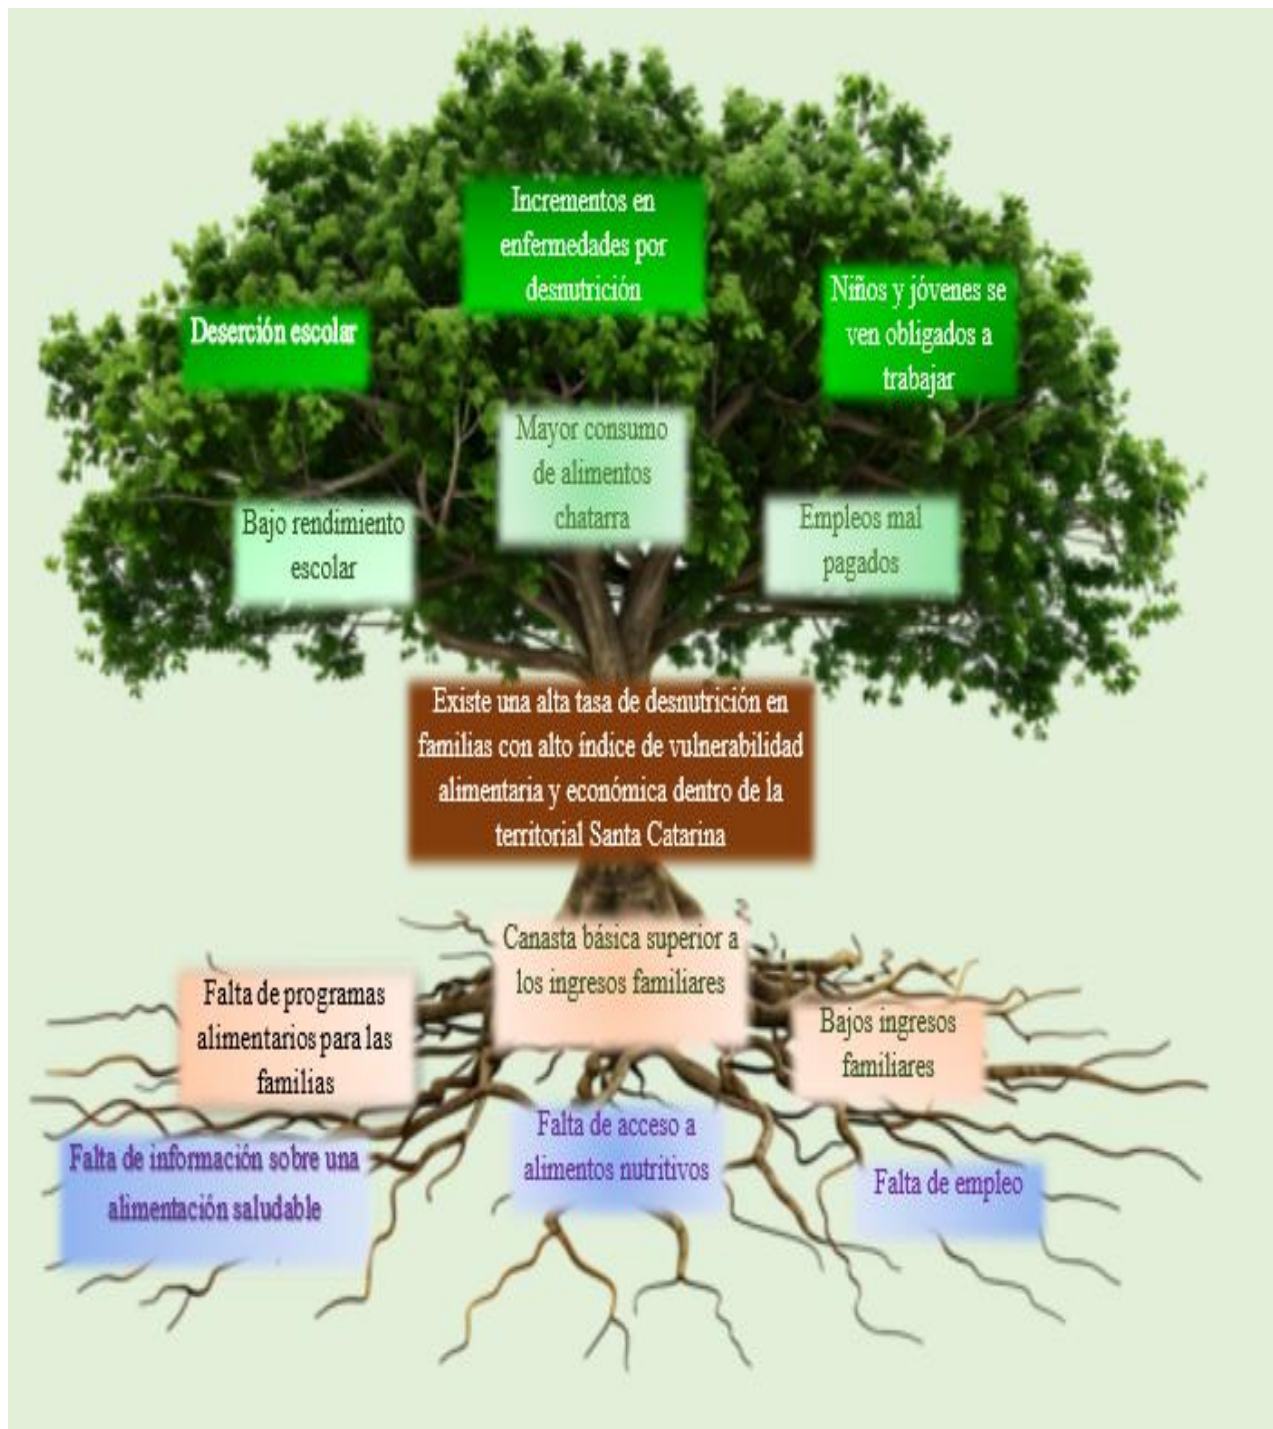 Incrementos en
enfermedades por
desnutrición
Niños y jóvenes se
ven obligados a
trabajar
Deserción escolar
Mayor consumo
de alimentos
chatarra
Bajo rendimiento
escolar
Empleos mal
pagados
Existe una alta tasa de desnutrición en
familias con alto índice de vulnerabilidad
alimentaria y económica dentro de la
territorial Santa Catarina
Canasta básica superior a
los ingresos familiares
Falta de programas
alimentarios para las
familias
Bajos ingresos
familiares
Falta de información sobre una
alimentación saludable
Falta de acceso a
alimentos nutritivos
Falta de empleo